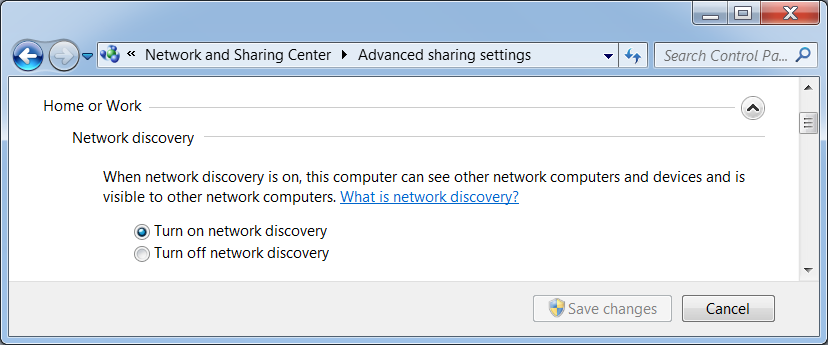 « Network and Sharing Center ▸ Advanced sharing settings
Search Control Pa...
Home or Work
Network discovery
When network discovery is on, this computer can see other network computers and devices and is
visible to other network computers. What is network discovery?
Turn on network discovery
Turn off network discovery
Save changes
Cancel